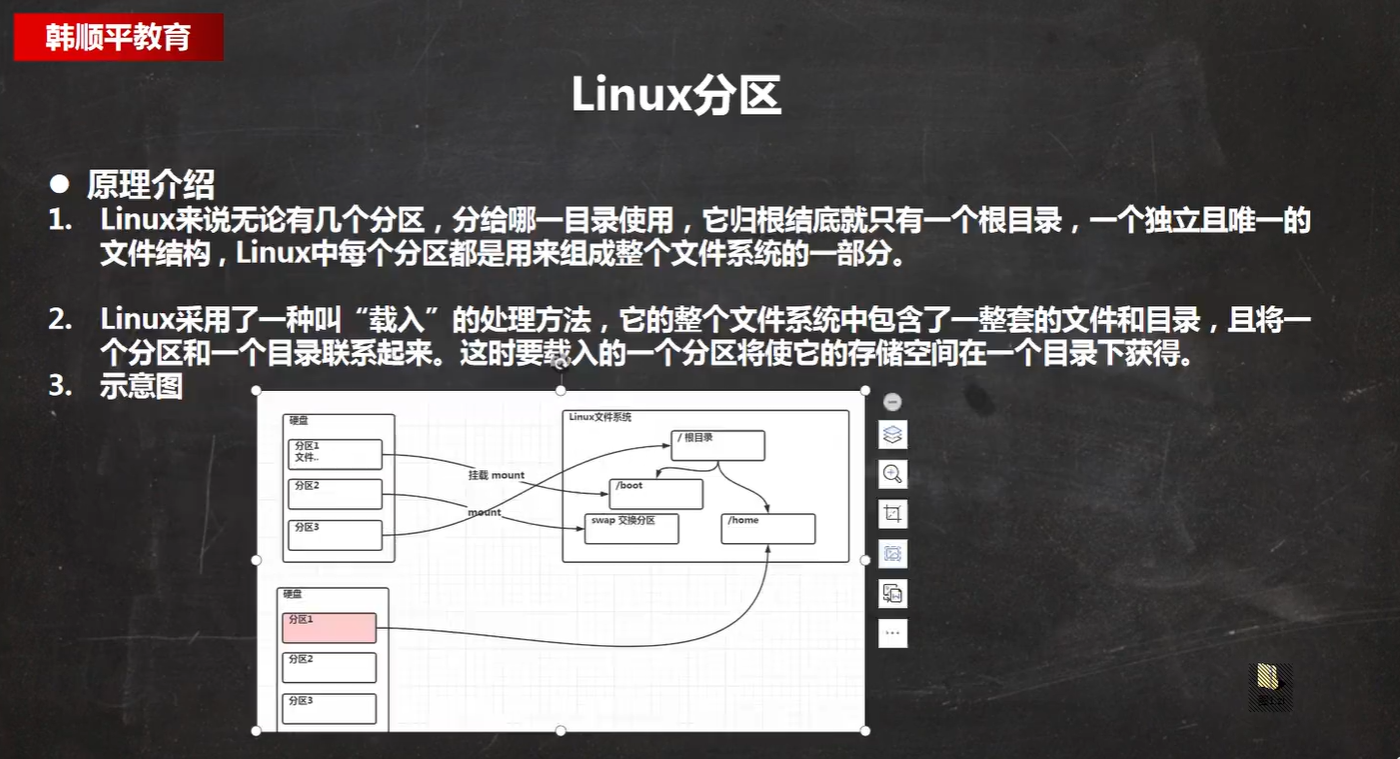 韩顺平教育
Linux分区
● 原理介绍
1. Linux来说无论有几个分区，分给哪一目录使用，它归根结底就只有一个根目录，一个独立且唯一的
文件结构，Linux中每个分区都是用来组成整个文件系统的一部分。
2. Linux采用了一种叫“载入”的处理方法，它的整个文件系统中包含了一整套的文件和目录，且将一
个分区和一个目录联系起来。这时要载入的一个分区将使它的存储空间在一个目录下获得。
3. 示意图
硬盘
分区1
文件..
分区2
分区3
挂载 mount
mount
Linux文件系统
/ 根目录
/boot
swap 交换分区
/home
硬盘
分区1
分区2
分区3